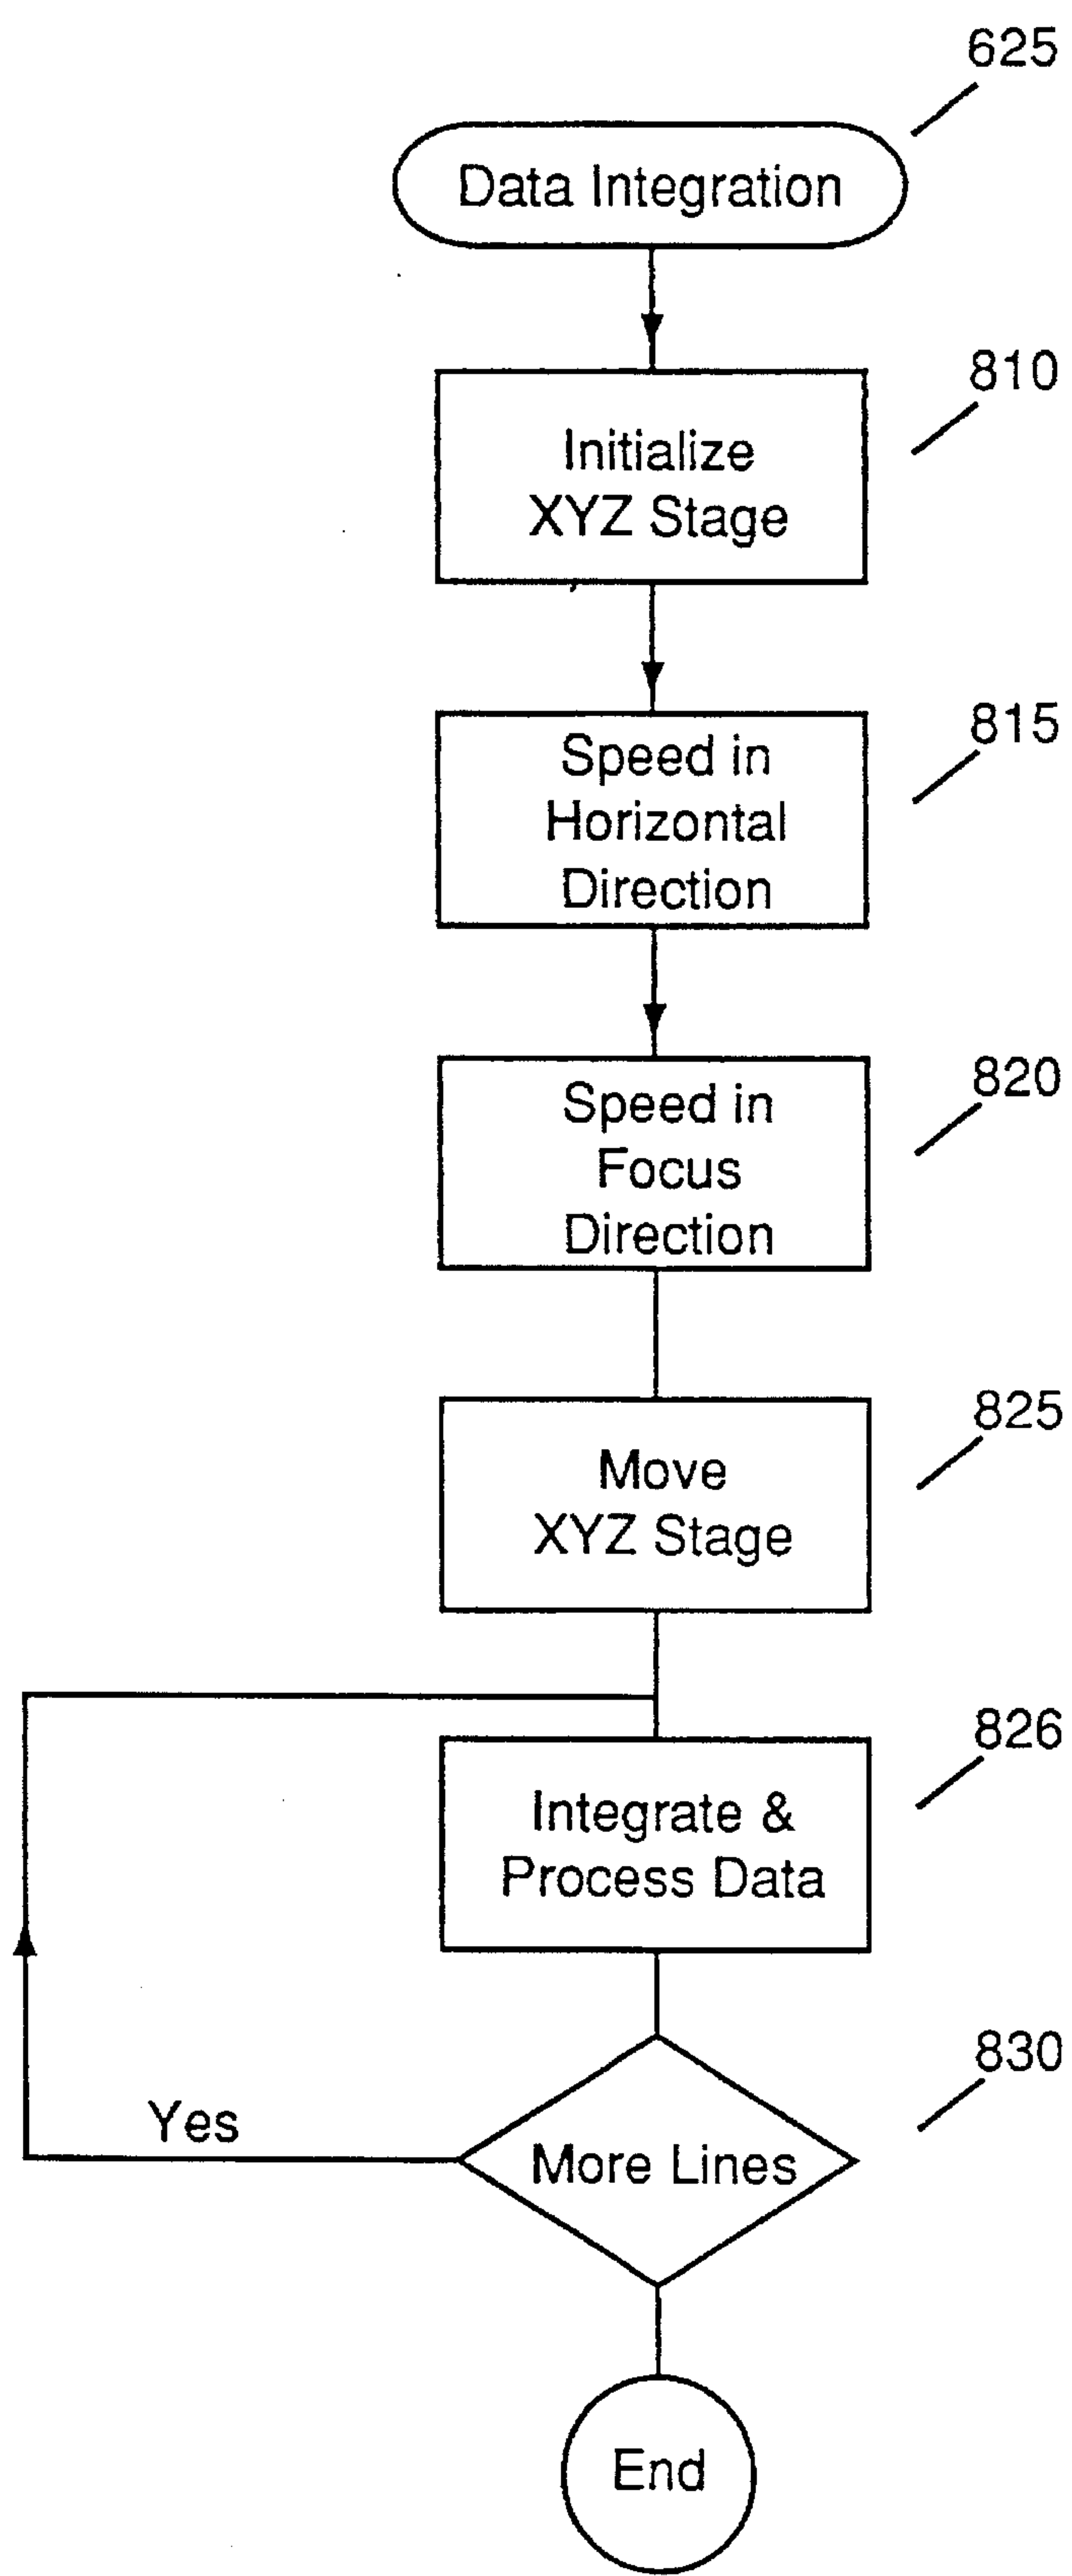 625
Data Integration
810
Initialize
XYZ Stage
815
Speed in
Horizontal
Direction
820
Speed in
Focus
Direction
825
Move
XYZ Stage
826
Integrate &
Process Data
830
Yes
More Lines
End